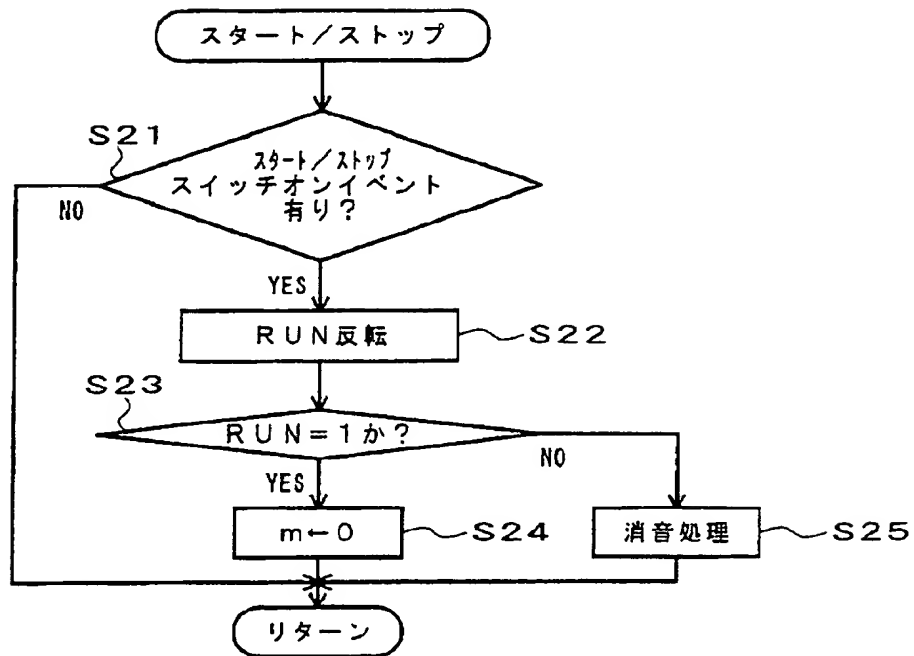 スタート／ストップ
S21
スタート／ストップ
スイッチオンイベント
有り？
NO
YES
RUN反転
S22
S23
RUN＝1か？
NO
YES
m←0
S24
消音処理
S25
リターン